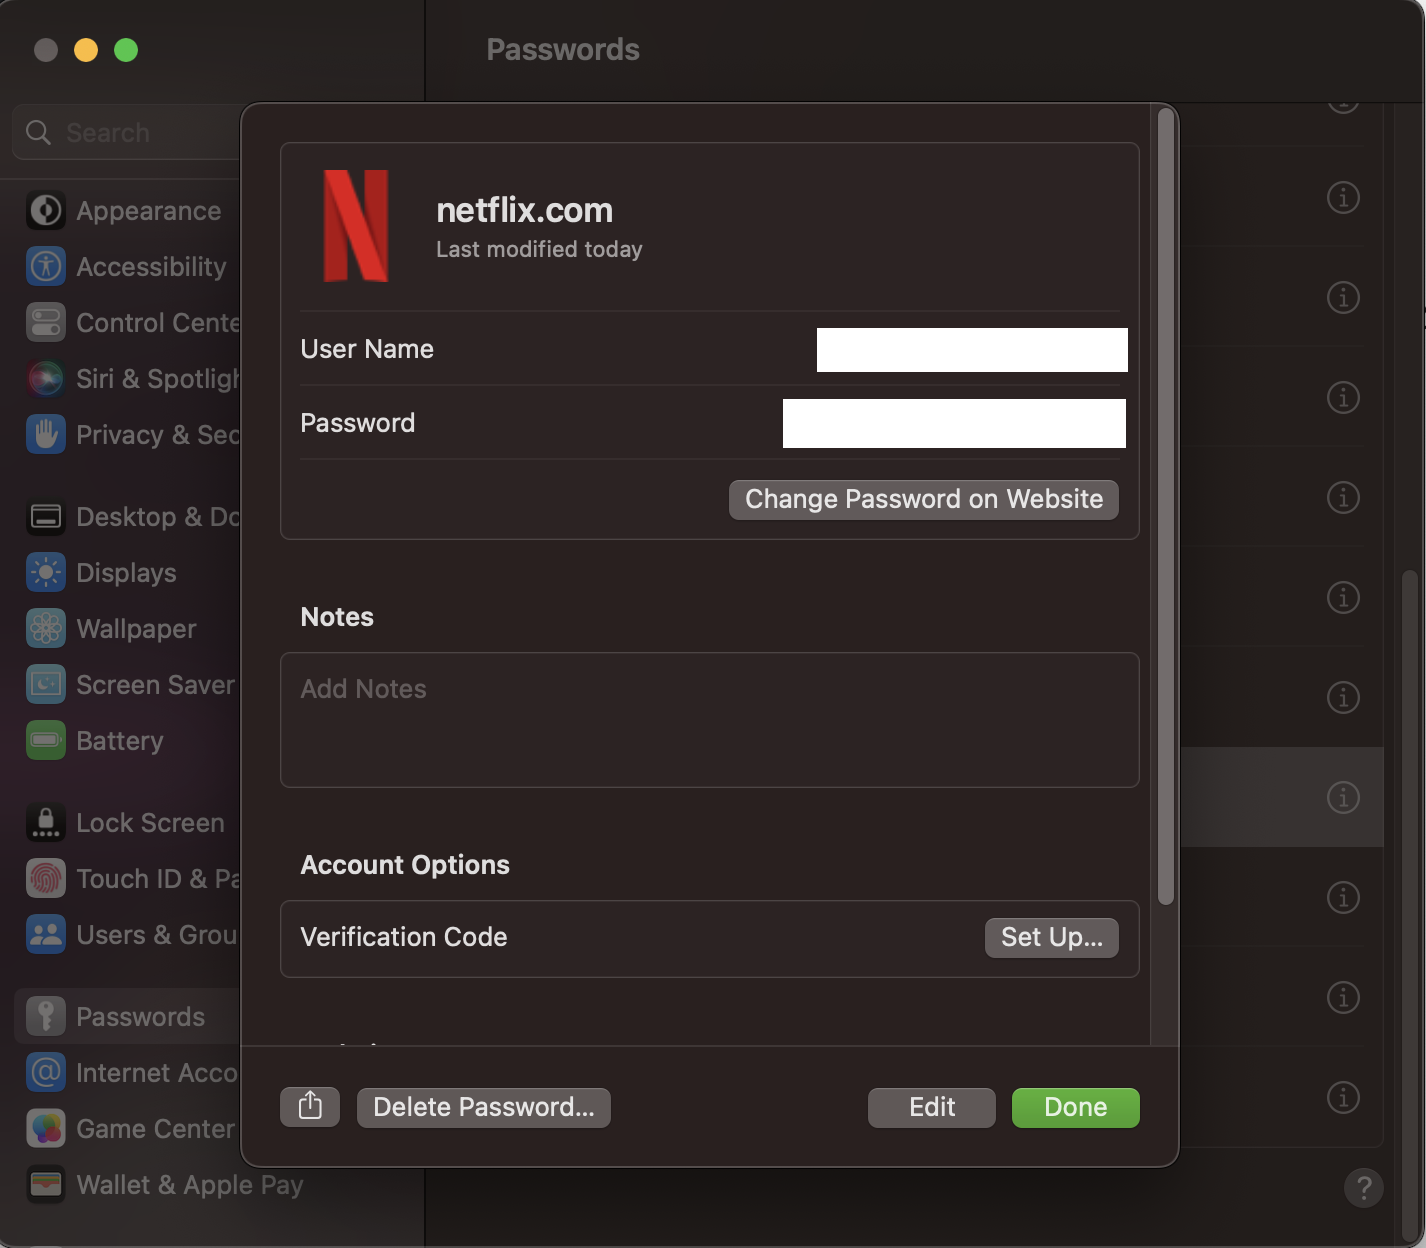 Passwords
Search
Appearance
Accessibility
Control Cente
Siri & Spotligh
Privacy & Sec
Desktop & Do
Displays
Wallpaper
Screen Saver
Battery
Lock Screen
Touch ID & Pa
Users & Grou
Passwords
Internet Acco
Game Center
Wallet & Apple Pay
netflix.com
Last modified today
User Name
Password
Change Password on Website
Notes
Add Notes
Account Options
Verification Code
Set Up...
Delete Password...
Edit
Done
?